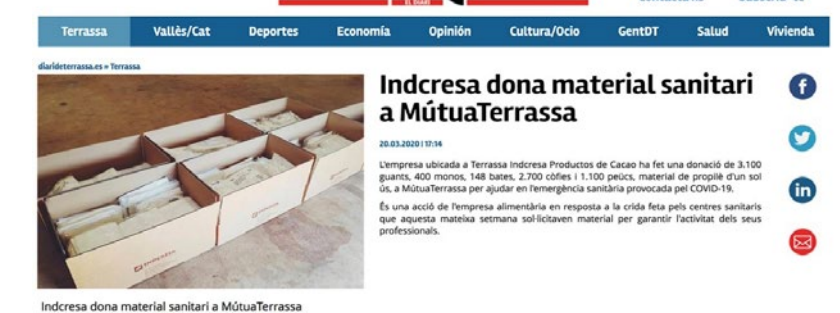 EL DIARI
Terrassa Vallès/Cat Deportes Economía Opinión Cultura/Ocio GentDT Salud Vivienda
diarideterrassa.es » Terrassa
Indcresa dona material sanitari
a MútuaTerrassa
20.03.2020 | 17:14
L'empresa ubicada a Terrassa Indcresa Productos de Cacao ha fet una donació de 3.100
guants, 400 monos, 148 bates, 2.700 còfies i 1.100 peücs, material de propilè d'un sol
ús, a MútuaTerrassa per ajudar en l'emergència sanitària provocada pel COVID-19.
És una acció de l'empresa alimentària en resposta a la crida feta pels centres sanitaris
que aquesta mateixa setmana sol·licitaven material per garantir l'activitat dels seus
professionals.
Indcresa dona material sanitari a MútuaTerrassa